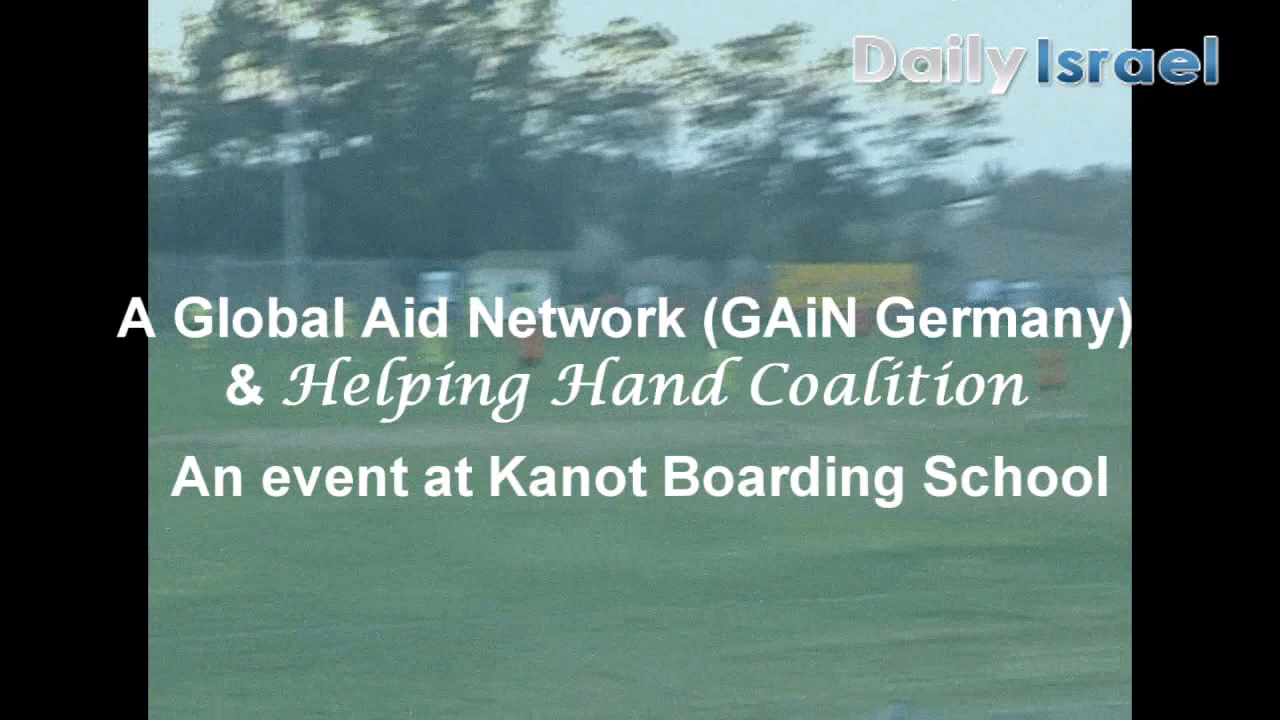 Daily Israel
A Global Aid Network (GAiN Germany)
& Helping Hand Coalition
An event at Kanot Boarding School